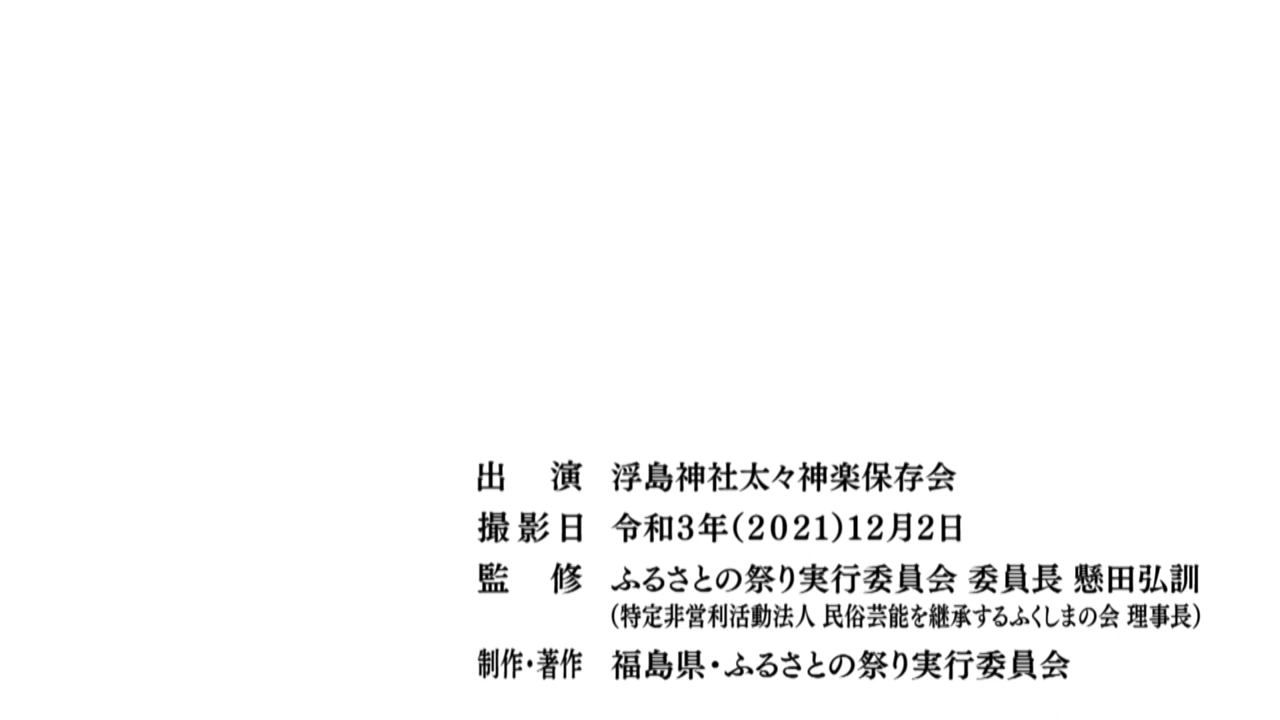 出 演 浮島神社太々神楽保存会
撮影日 令和3年(2021)12月2日
監 修 ふるさとの祭り実行委員会 委員長 懸田弘訓
(特定非営利活動法人 民俗芸能を継承するふくしまの会 理事長)
制作・著作 福島県・ふるさとの祭り実行委員会